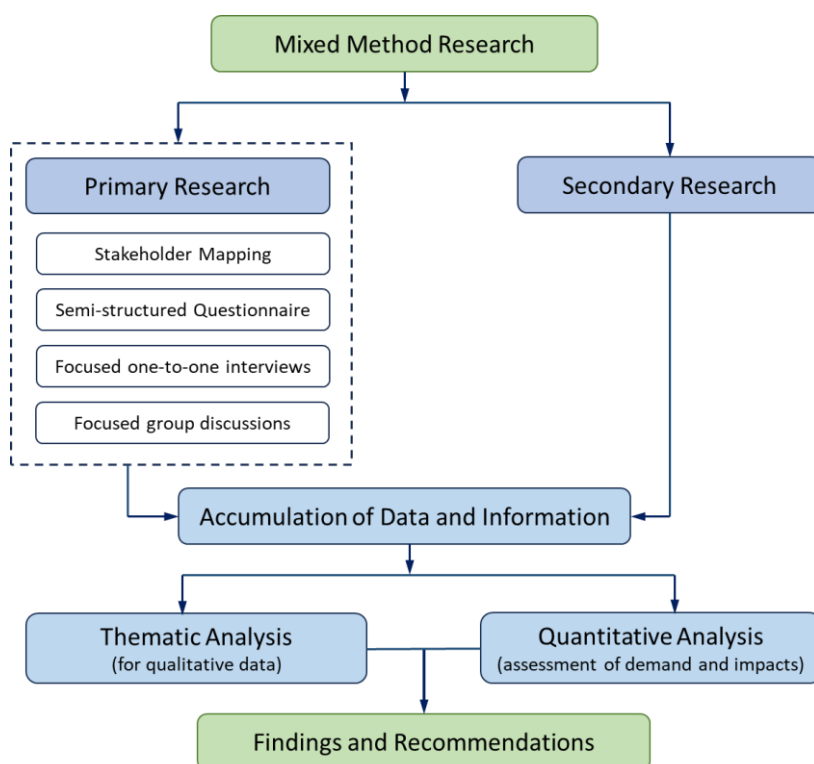 Mixed Method Research
Primary Research
Secondary Research
Stakeholder Mapping
Semi-structured Questionnaire
Focused one-to-one interviews
Focused group discussions
Accumulation of Data and Information
Thematic Analysis
(for qualitative data)
Quantitative Analysis
(assessment of demand and impacts)
Findings and Recommendations